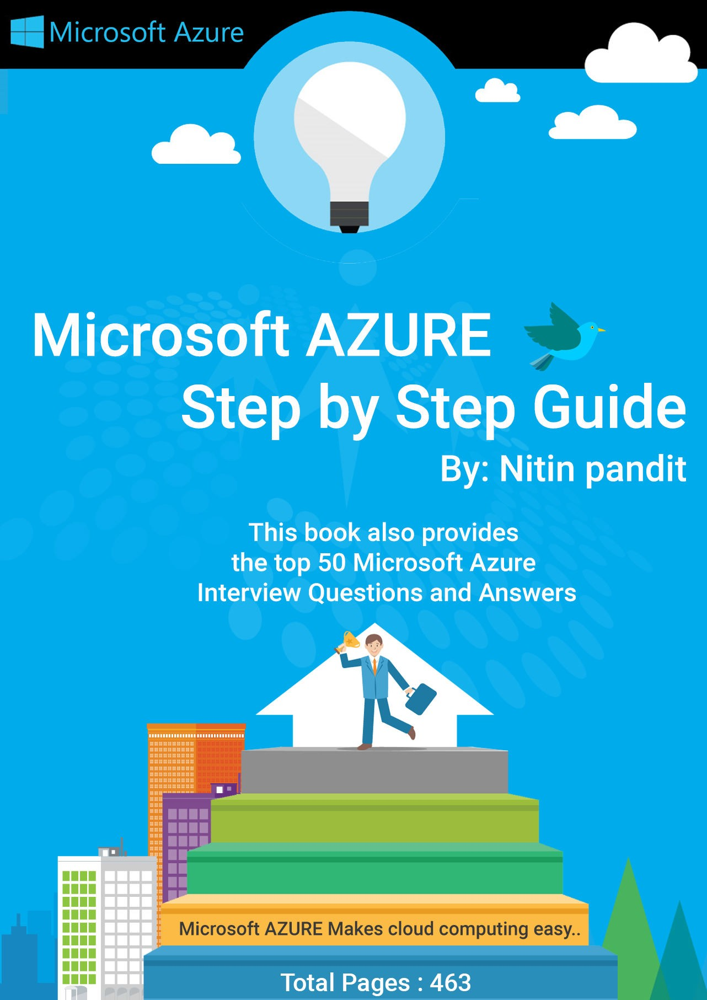 Microsoft Azure
Microsoft AZURE
Step by Step Guide
By: Nitin pandit
This book also provides
the top 50 Microsoft Azure
Interview Questions and Answers
Microsoft AZURE Makes cloud computing easy..
Total Pages : 463